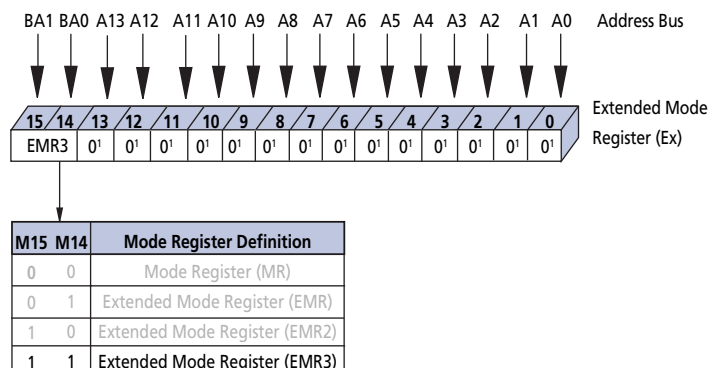 BA1 BA0 A13 A12 A11 A10 A9 A8 A7 A6 A5 A4 A3 A2 A1 A0 Address Bus
15 14 13 12 11 10 9 8 7 6 5 4 3 2 1 0 Extended Mode
EMR3 0¹ 0¹ 0¹ 0¹ 0¹ 0¹ 0¹ 0¹ 0¹ 0¹ 0¹ 0¹ 0¹ 0¹ Register (Ex)
M15 M14 Mode Register Definition
0 0 Mode Register (MR)
0 1 Extended Mode Register (EMR)
1 0 Extended Mode Register (EMR2)
1 1 Extended Mode Register (EMR3)